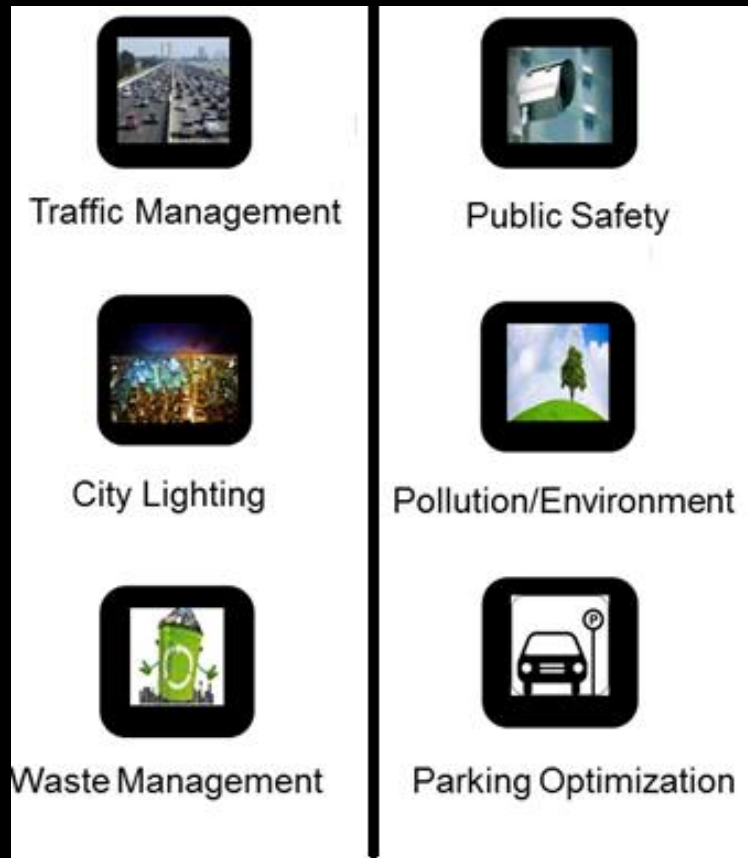 Traffic Management
Public Safety
City Lighting
Pollution/Environment
P
Waste Management
Parking Optimization